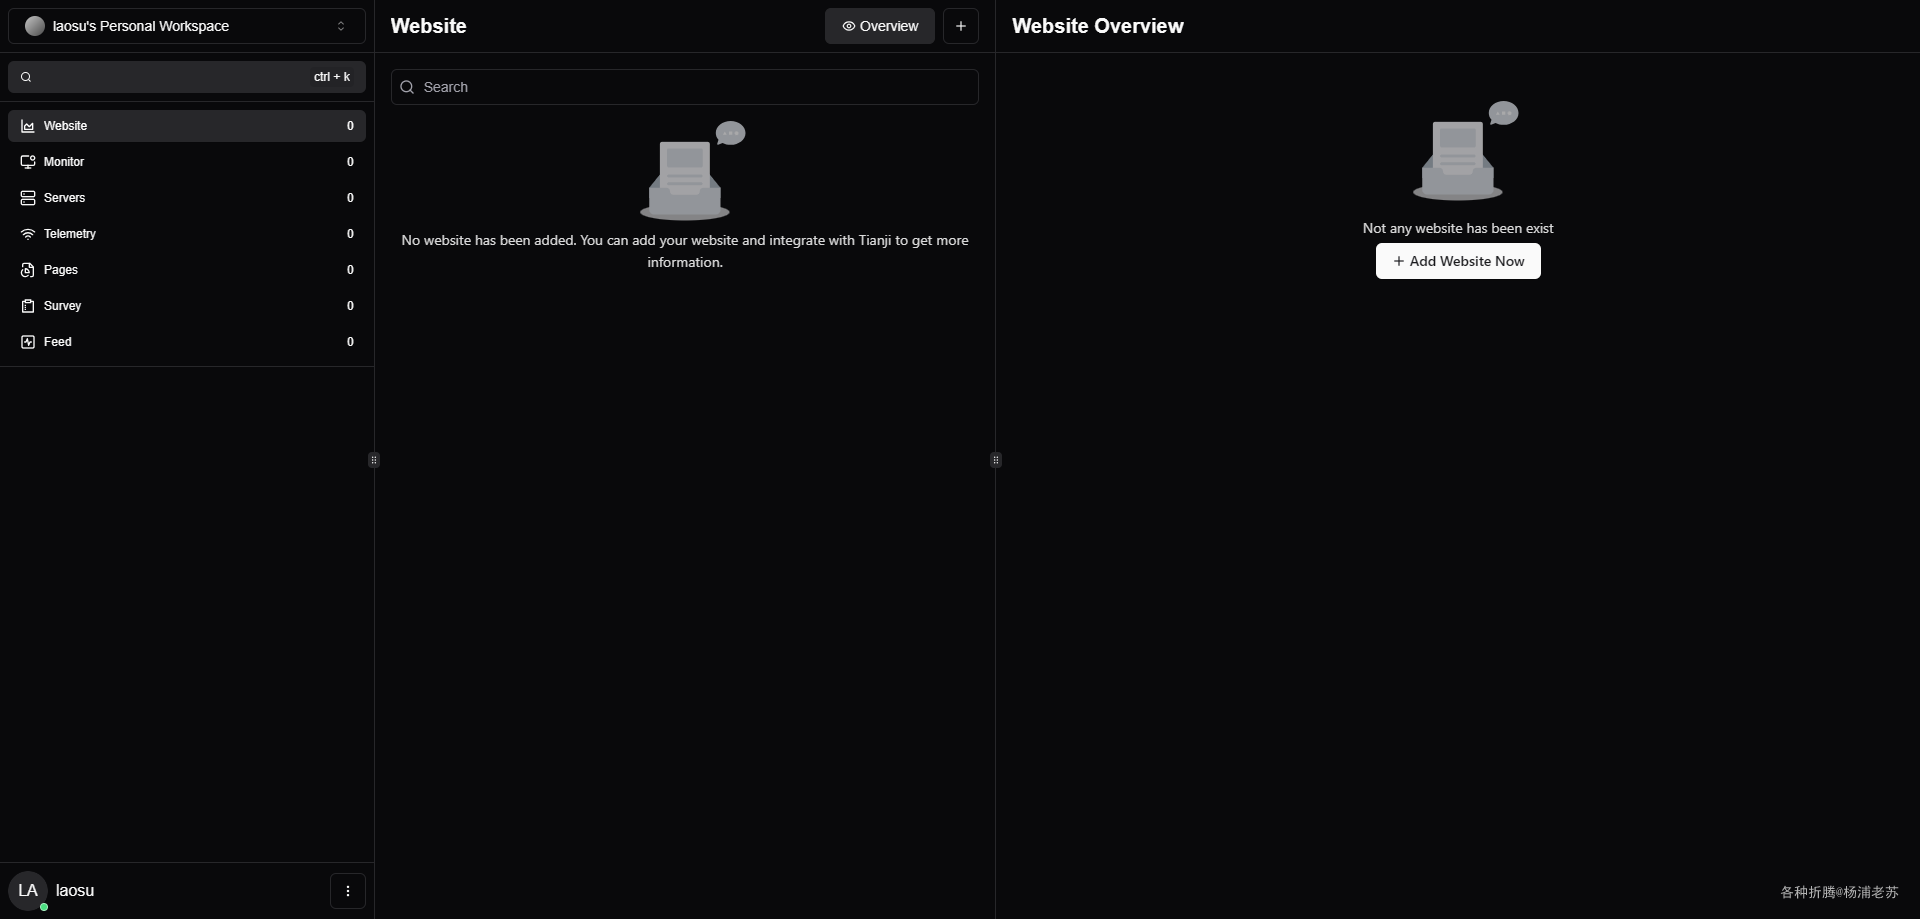 laosu's Personal Workspace
ctrl + k
Website 0
Monitor 0
Servers 0
Telemetry 0
Pages 0
Survey 0
Feed 0
LA laosu
Website
Overview
Search
No website has been added. You can add your website and integrate with Tianji to get more
information.
Website Overview
Not any website has been exist
Add Website Now
各种折腾@杨浦老苏